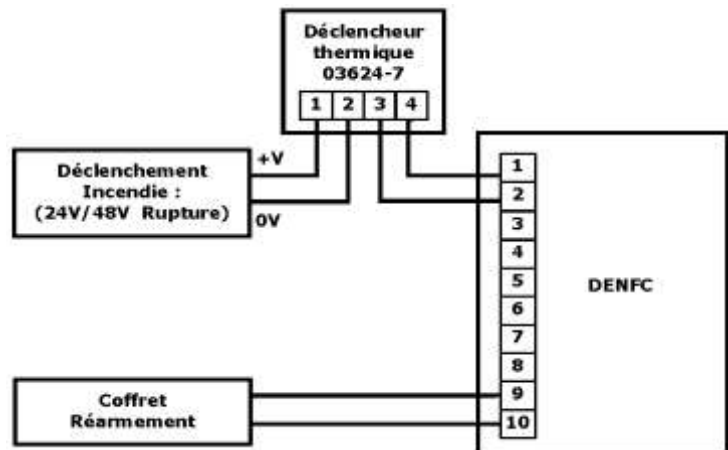 Déclencheur
thermique
03624-7
1 2 3 4
+V
Déclenchement
Incendie :
(24V/48V Rupture)
0V
1
2
3
4
5
6
7
8
9
10
DENFC
Coffret
Réarmement